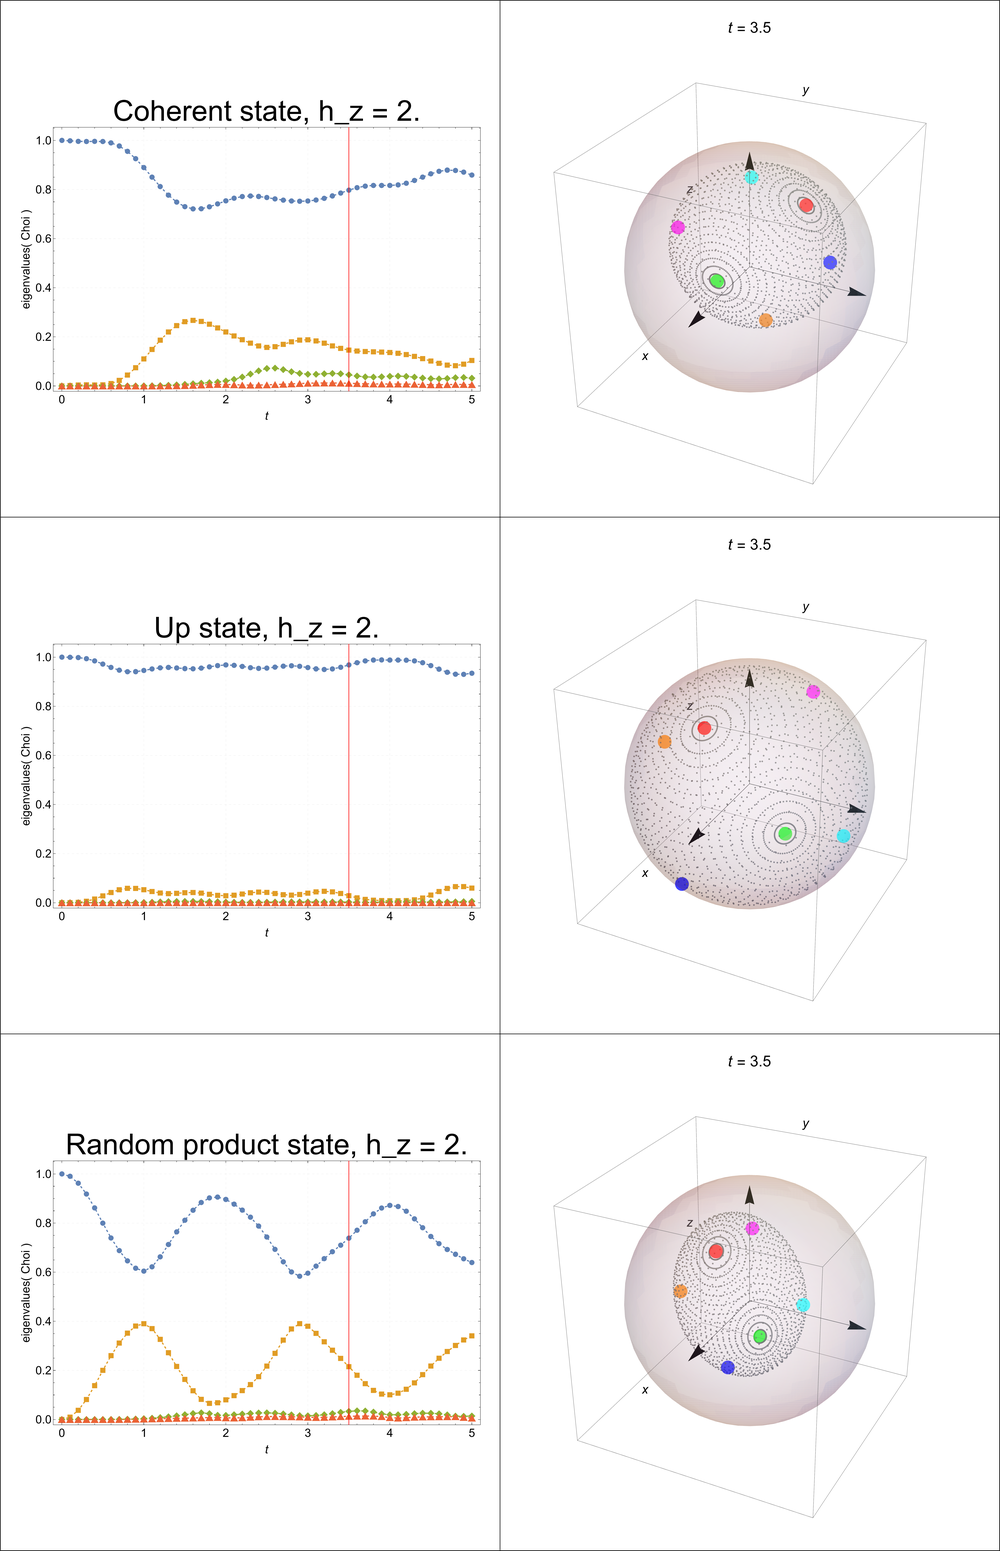 t = 3.5
Coherent state, h_z = 2.
eigenvalues( Choi )
1.0
0.8
0.6
0.4
0.2
0.0
0 1 2 3 4 5
t
y
z
x
t = 3.5
Up state, h_z = 2.
eigenvalues( Choi )
1.0
0.8
0.6
0.4
0.2
0.0
0 1 2 3 4 5
t
y
z
x
t = 3.5
Random product state, h_z = 2.
eigenvalues( Choi )
1.0
0.8
0.6
0.4
0.2
0.0
0 1 2 3 4 5
t
y
z
x